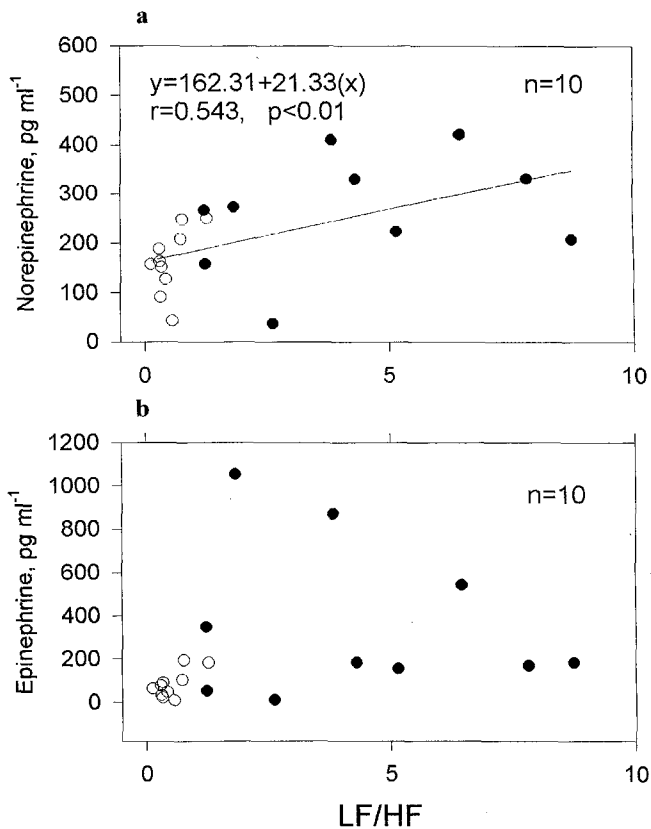 a
600
500
400
300
200
100
0
Norepinephrine, pg ml-1
y=162.31+21.33(x)
r=0.543, p<0.01
n=10
0 5 10
b
1200
1000
800
600
400
200
0
Epinephrine, pg ml-1
n=10
0 5 10
LF/HF